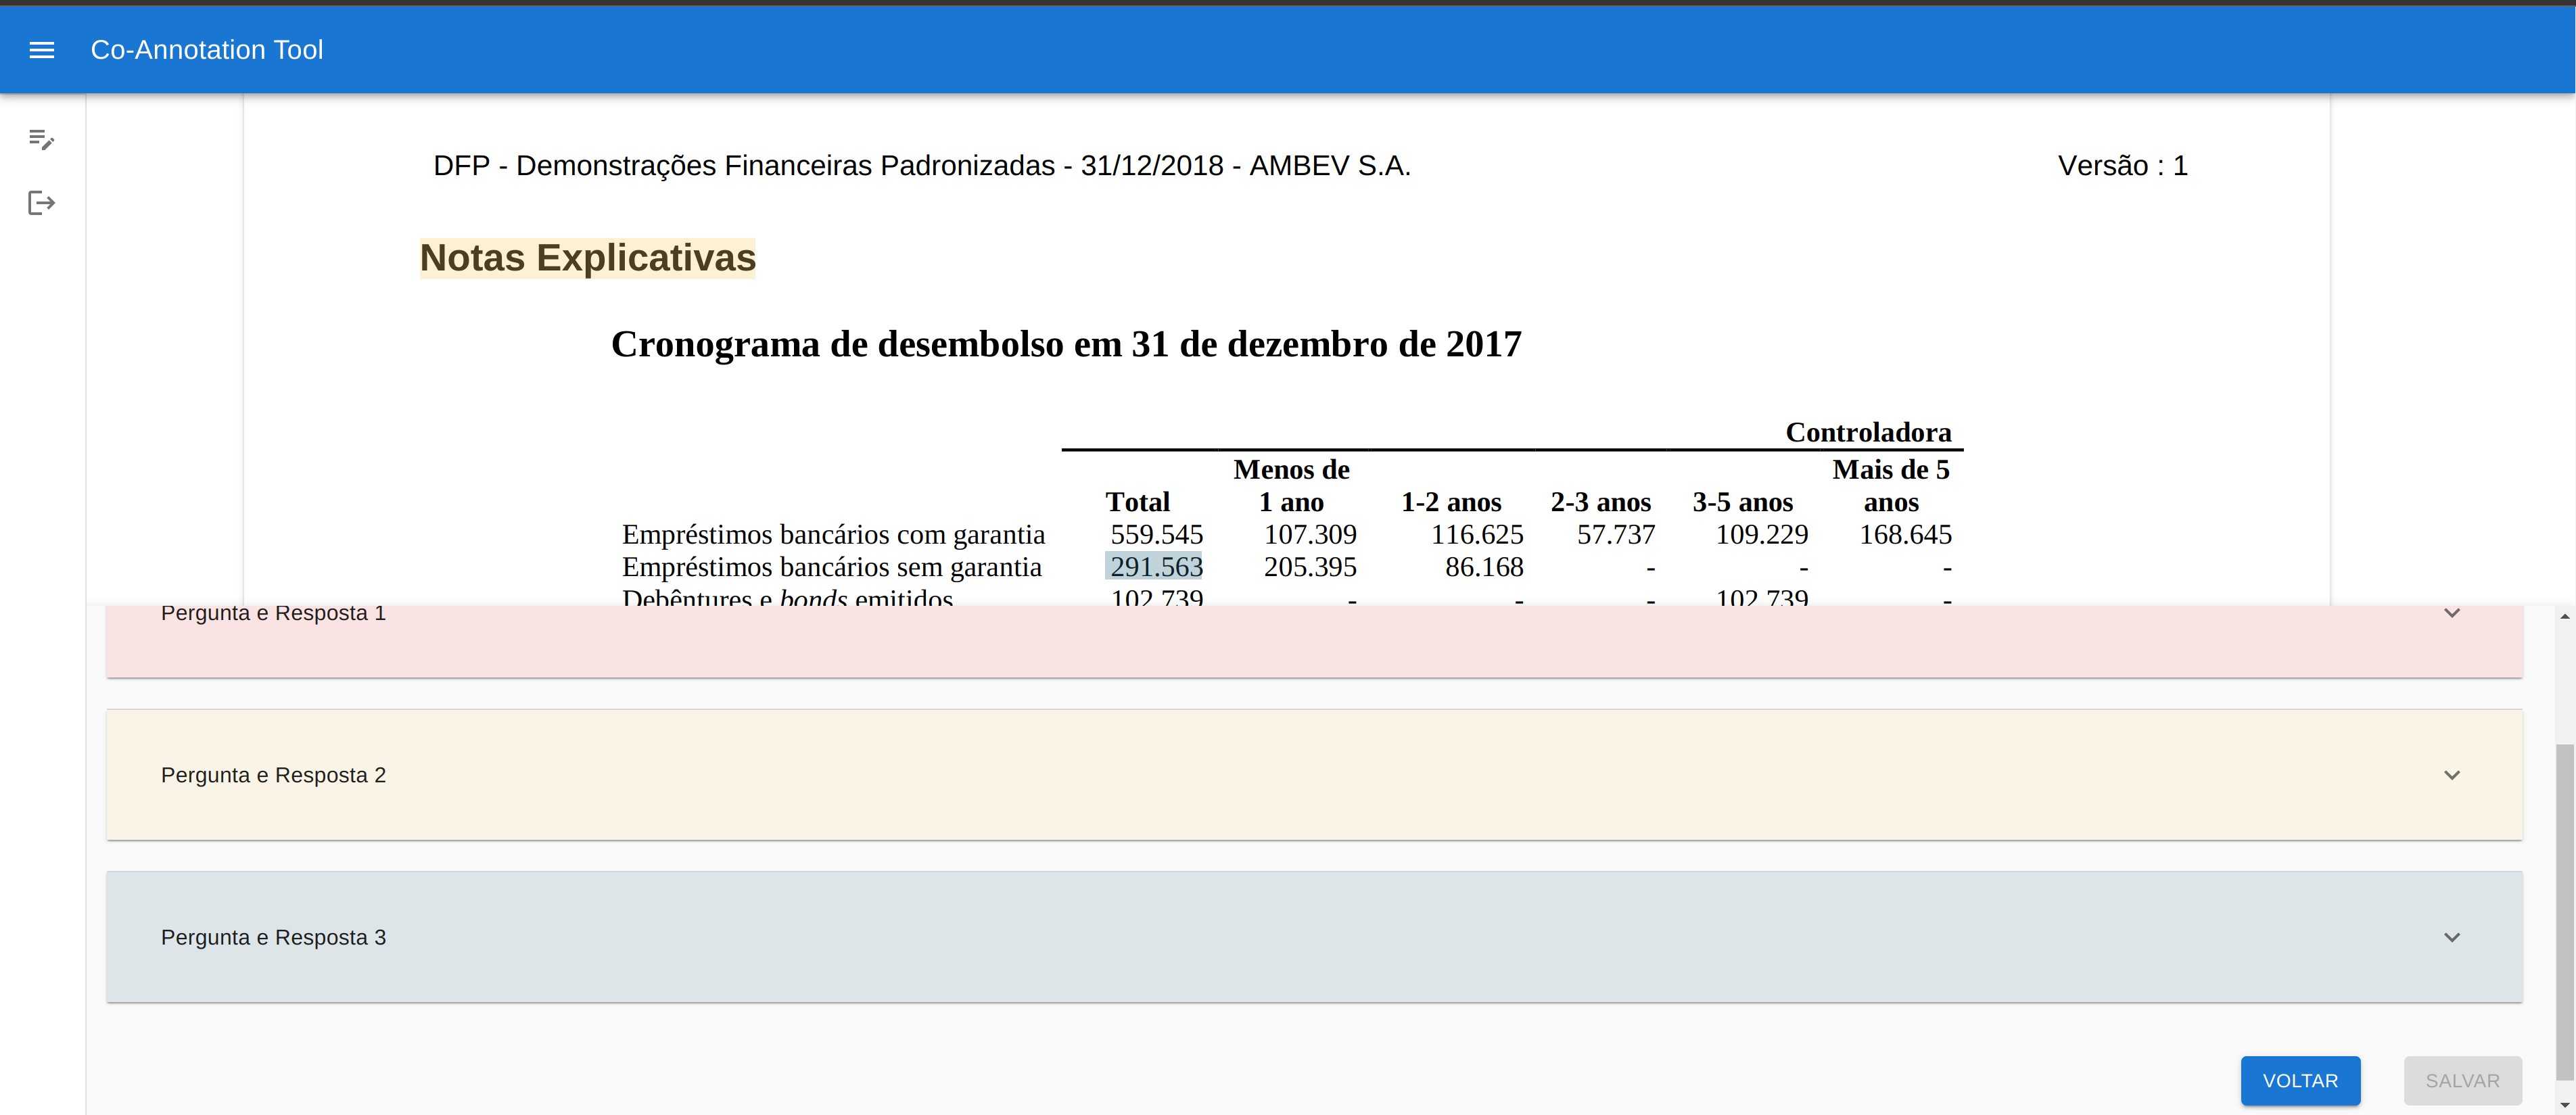 Co-Annotation Tool
DFP - Demonstrações Financeiras Padronizadas - 31/12/2018 - AMBEV S.A. Versão : 1
Notas Explicativas
Cronograma de desembolso em 31 de dezembro de 2017
Controladora
Menos de Mais de 5
Total 1 ano 1-2 anos 2-3 anos 3-5 anos anos
Empréstimos bancários com garantia 559.545 107.309 116.625 57.737 109.229 168.645
Empréstimos bancários sem garantia 291.563 205.395 86.168 - - -
Debêntures e bonds emitidos 102.739 - - - 102.739 -
Pergunta e Resposta 1
Pergunta e Resposta 2
Pergunta e Resposta 3
VOLTAR SALVAR